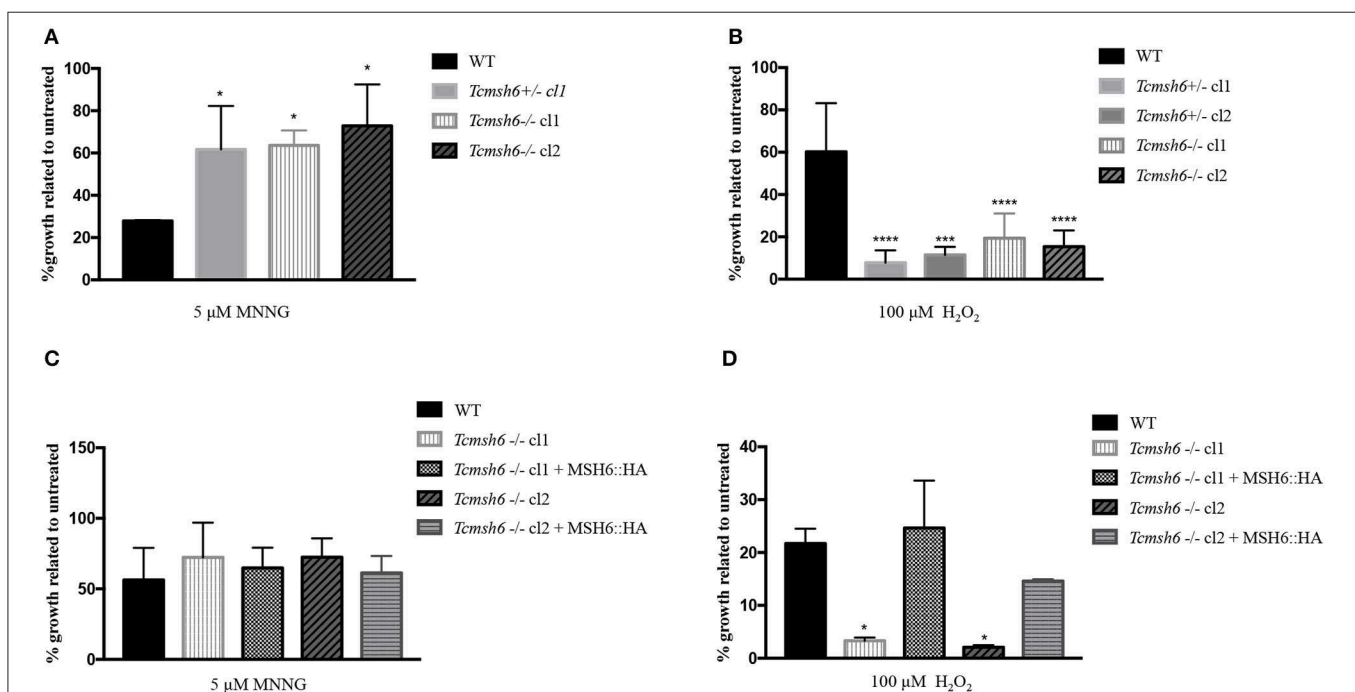 A
%growth related to untreated
100
80
60
40
20
0
*
*
*
5 μM MNNG
WT
Tcmsh6+/- cl1
Tcmsh6-/- cl1
Tcmsh6-/- cl2
B
%growth related to untreated
100
80
60
40
20
0
****
***
****
****
100 μM H₂O₂
WT
Tcmsh6+/- cl1
Tcmsh6+/- cl2
Tcmsh6-/- cl1
Tcmsh6-/- cl2
C
% growth related to untreated
150
100
50
0
5 μM MNNG
WT
Tcmsh6 -/- cl1
Tcmsh6 -/- cl1 + MSH6::HA
Tcmsh6 -/- cl2
Tcmsh6 -/- cl2 + MSH6::HA
D
% growth related to untreated
40
30
20
10
0
*
*
100 μM H₂O₂
WT
Tcmsh6 -/- cl1
Tcmsh6 -/- cl1 + MSH6::HA
Tcmsh6 -/- cl2
Tcmsh6 -/- cl2 + MSH6::HA